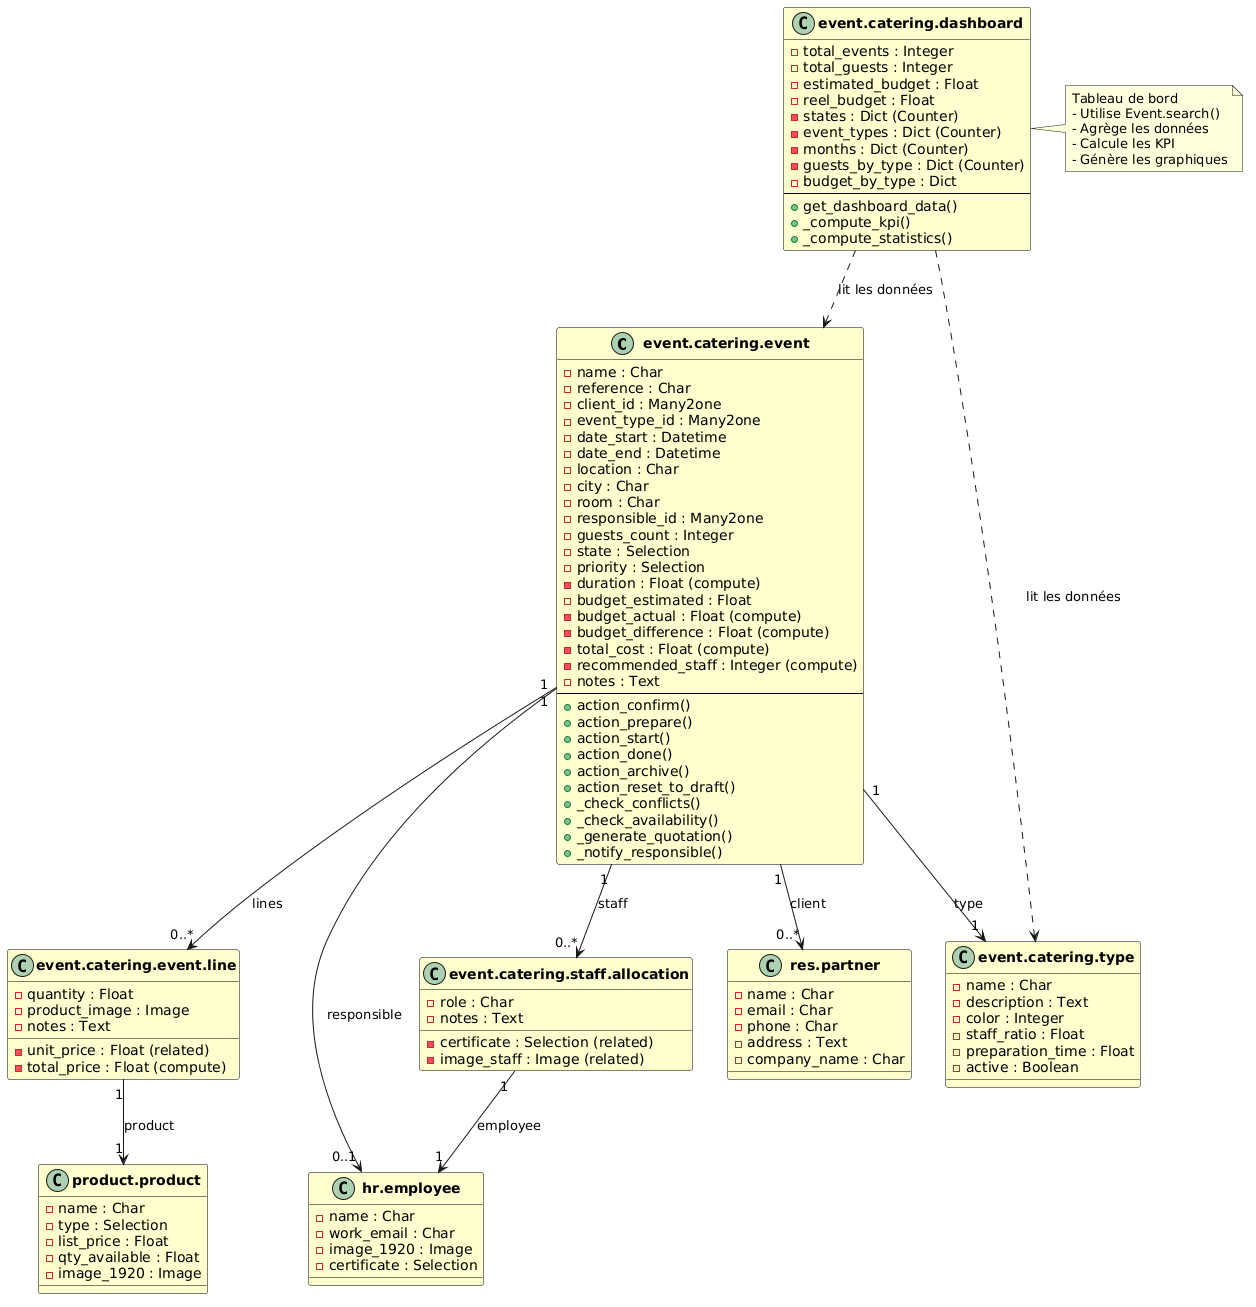 C event.catering.dashboard
total_events : Integer
total_guests : Integer
estimated_budget : Float
reel_budget : Float
states : Dict (Counter)
event_types : Dict (Counter)
months : Dict (Counter)
guests_by_type : Dict (Counter)
budget_by_type : Dict
get_dashboard_data()
_compute_kpi()
_compute_statistics()
Tableau de bord
- Utilise Event.search()
- Agrège les données
- Calcule les KPI
- Génère les graphiques
lit les données
C event.catering.event
name : Char
reference : Char
client_id : Many2one
event_type_id : Many2one
date_start : Datetime
date_end : Datetime
location : Char
city : Char
room : Char
responsible_id : Many2one
guests_count : Integer
state : Selection
priority : Selection
duration : Float (compute)
budget_estimated : Float
budget_actual : Float (compute)
budget_difference : Float (compute)
total_cost : Float (compute)
recommended_staff : Integer (compute)
notes : Text
action_confirm()
action_prepare()
action_start()
action_done()
action_archive()
action_reset_to_draft()
_check_conflicts()
_check_availability()
_generate_quotation()
_notify_responsible()
lit les données
1
1
1
1
1
lines
staff
client
type
0..*
0..*
0..*
1
C event.catering.event.line
quantity : Float
product_image : Image
notes : Text
unit_price : Float (related)
total_price : Float (compute)
responsible
C event.catering.staff.allocation
role : Char
notes : Text
certificate : Selection (related)
image_staff : Image (related)
C res.partner
name : Char
email : Char
phone : Char
address : Text
company_name : Char
C event.catering.type
name : Char
description : Text
color : Integer
staff_ratio : Float
preparation_time : Float
active : Boolean
1
product
1
1
employee
0..1
1
C product.product
name : Char
type : Selection
list_price : Float
qty_available : Float
image_1920 : Image
C hr.employee
name : Char
work_email : Char
image_1920 : Image
certificate : Selection